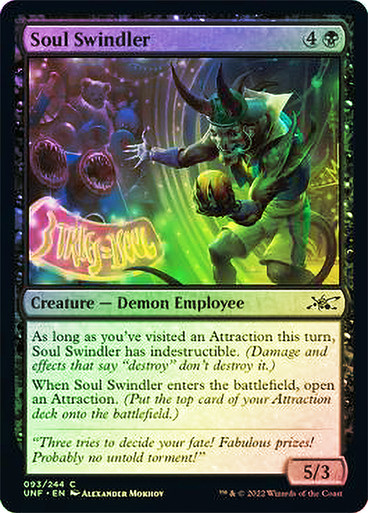 Soul Swindler 4
Creature — Demon Employee
As long as you've visited an Attraction this turn,
Soul Swindler has indestructible. (Damage and
effects that say "destroy" don't destroy it.)
When Soul Swindler enters the battlefield, open
an Attraction. (Put the top card of your Attraction
deck onto the battlefield.)
"Three tries to decide your fate! Fabulous prizes!
Probably no untold torment!"
5/3
093/244 C
UNF • EN Alexander Mokhov ™ & © 2022 Wizards of the Coast